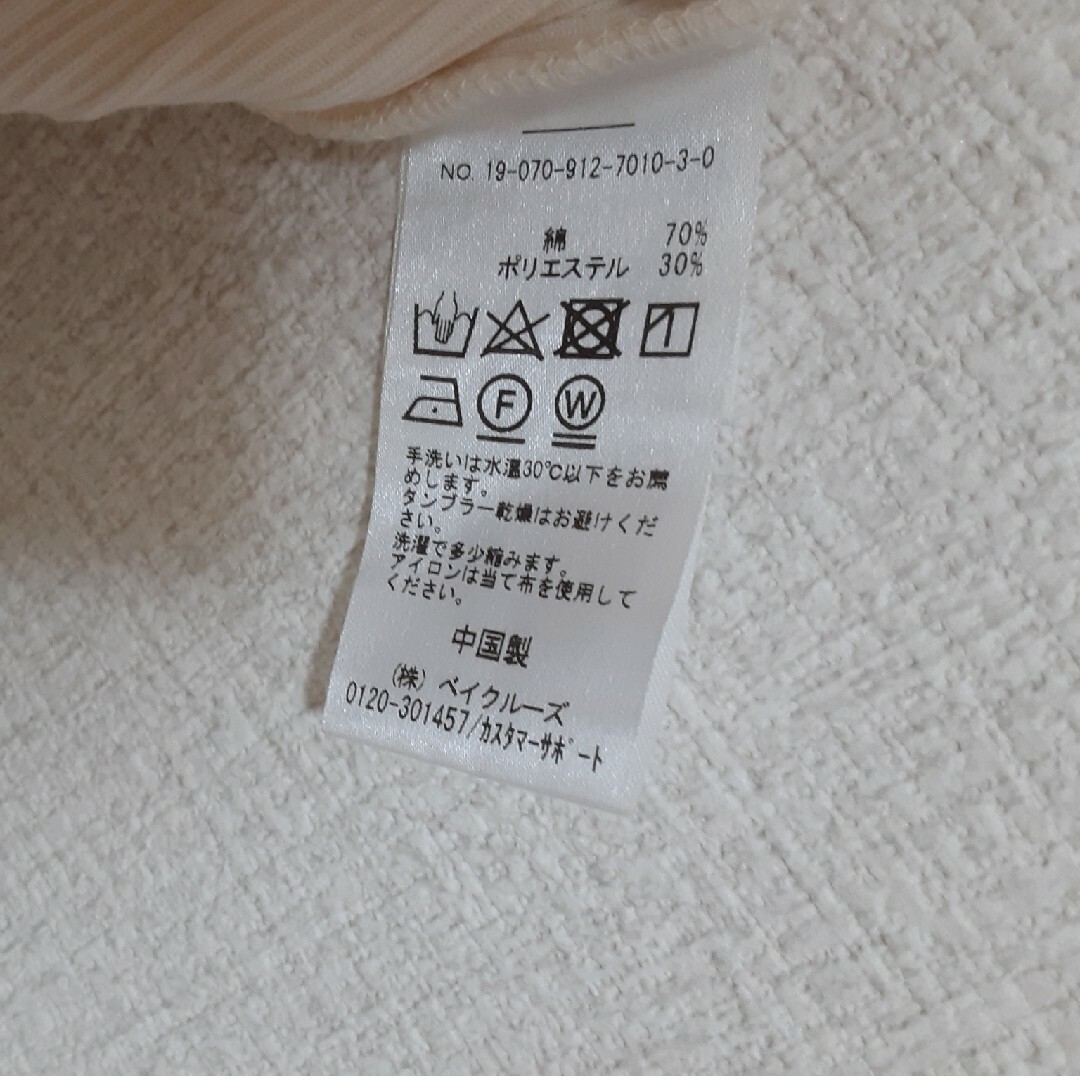 NO. 19-070-912-7010-3-0
綿 70%
ポリエステル 30%
F W
手洗いは水温30℃以下をお薦
めします。
タンブラー乾燥はお避けくだ
さい。
洗濯で多少縮みます。
アイロンは当て布を使用して
ください。
中国製
(株) ベイクルーズ
0120-301457/ｶｽﾀﾏｰｻﾎﾟｰﾄ